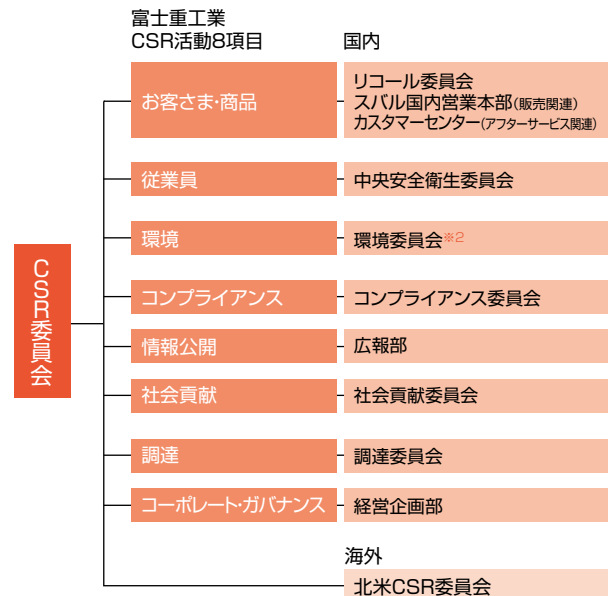 富士重工業
CSR活動8項目
国内
お客さま・商品
リコール委員会
スバル国内営業本部(販売関連)
カスタマーセンター(アフターサービス関連)
従業員
中央安全衛生委員会
環境
環境委員会※2
CSR委員会
コンプライアンス
コンプライアンス委員会
情報公開
広報部
社会貢献
社会貢献委員会
調達
調達委員会
コーポレート・ガバナンス
経営企画部
海外
北米CSR委員会